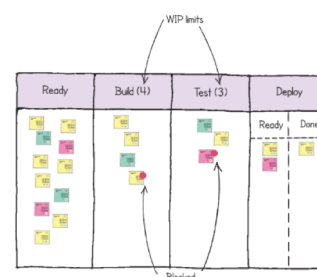 WIP limits
Ready
Build (4)
Test (3)
Deploy
Ready
Done
Blocked